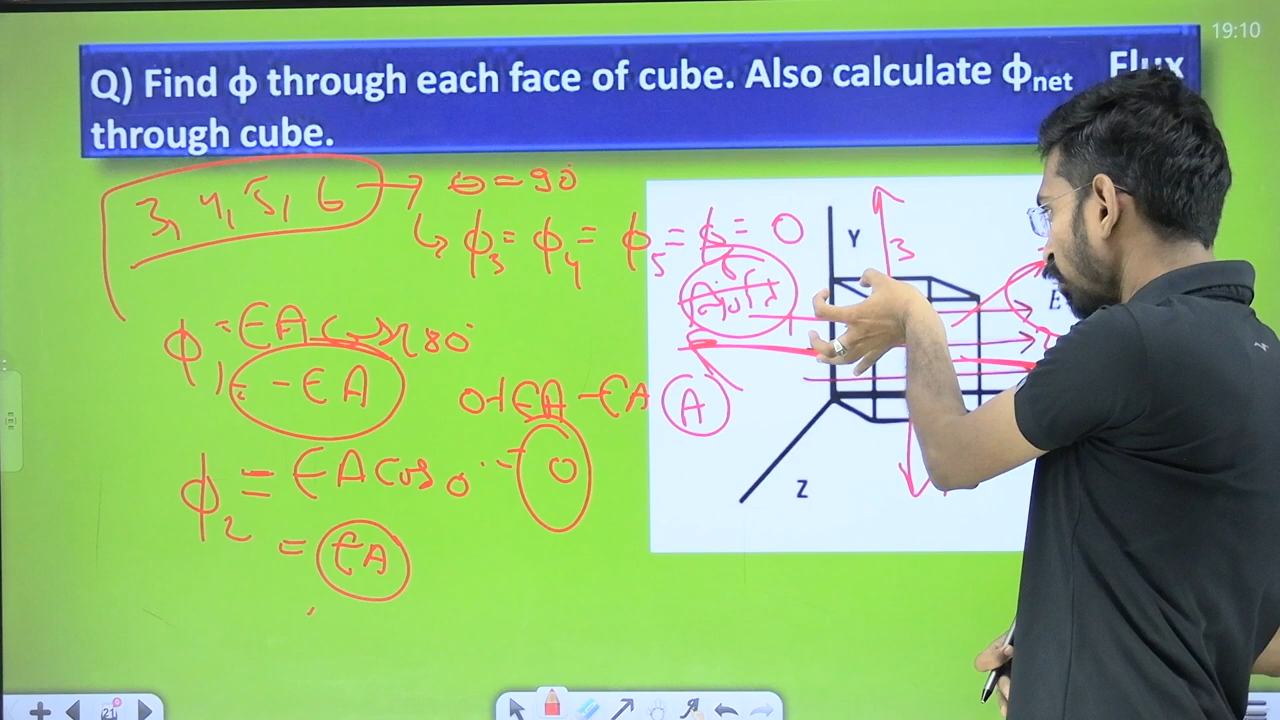 19:10
Q) Find ϕ through each face of cube. Also calculate ϕnet Flux
through cube.
3, 4, 5, 6 → θ = 90°
↳ ϕ3 = ϕ4 = ϕ5 = ϕ6 = 0
Y
3
E
ϕ1 = EA cos 180°
= -EA
0+EA-EA
A
ϕ2 = EA cos 0°
= 0
= EA
Z
21